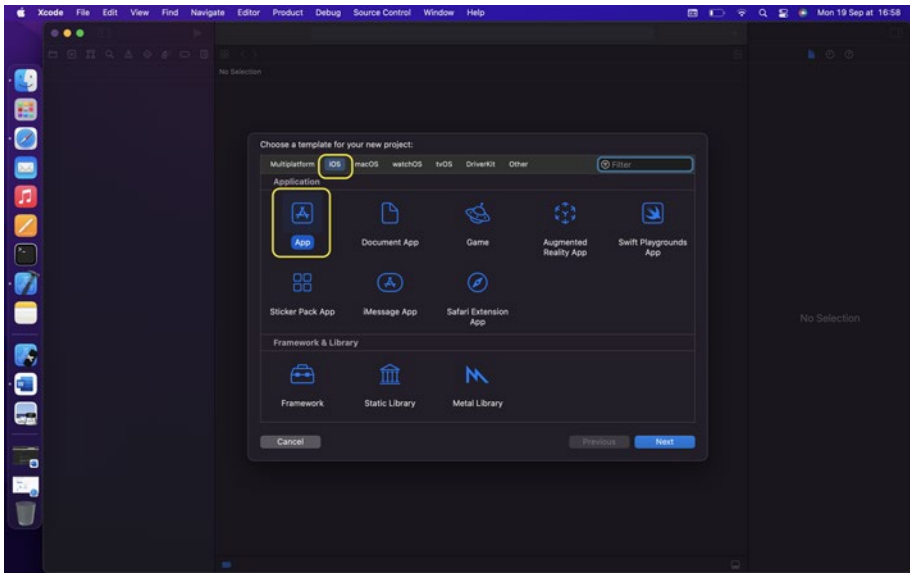 Xcode File Edit View Find Navigate Editor Product Debug Source Control Window Help Mon 19 Sep at 16:58
No Selection
Choose a template for your new project:
Multiplatform iOS macOS watchOS tvOS DriverKit Other Filter
Application
App Document App Game Augmented Reality App Swift Playgrounds App
Sticker Pack App iMessage App Safari Extension App
No Selection
Framework & Library
Framework Static Library Metal Library
Cancel Previous Next